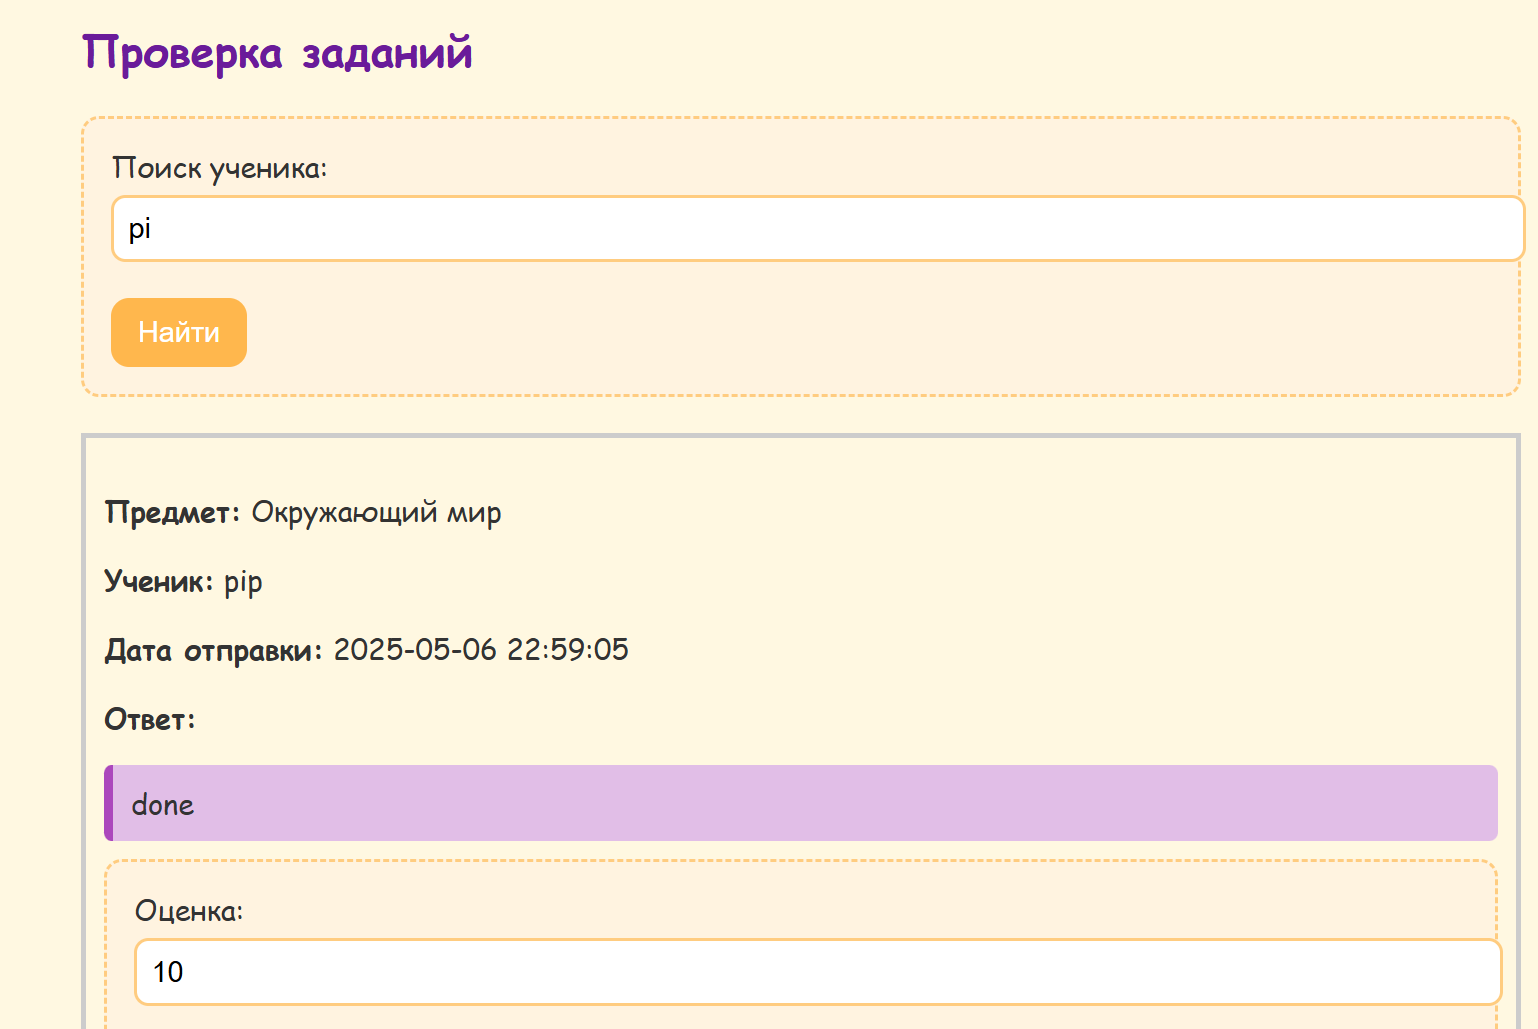 Проверка заданий
Поиск ученика:
pi
Найти
Предмет: Окружающий мир
Ученик: pip
Дата отправки: 2025-05-06 22:59:05
Ответ:
done
Оценка:
10